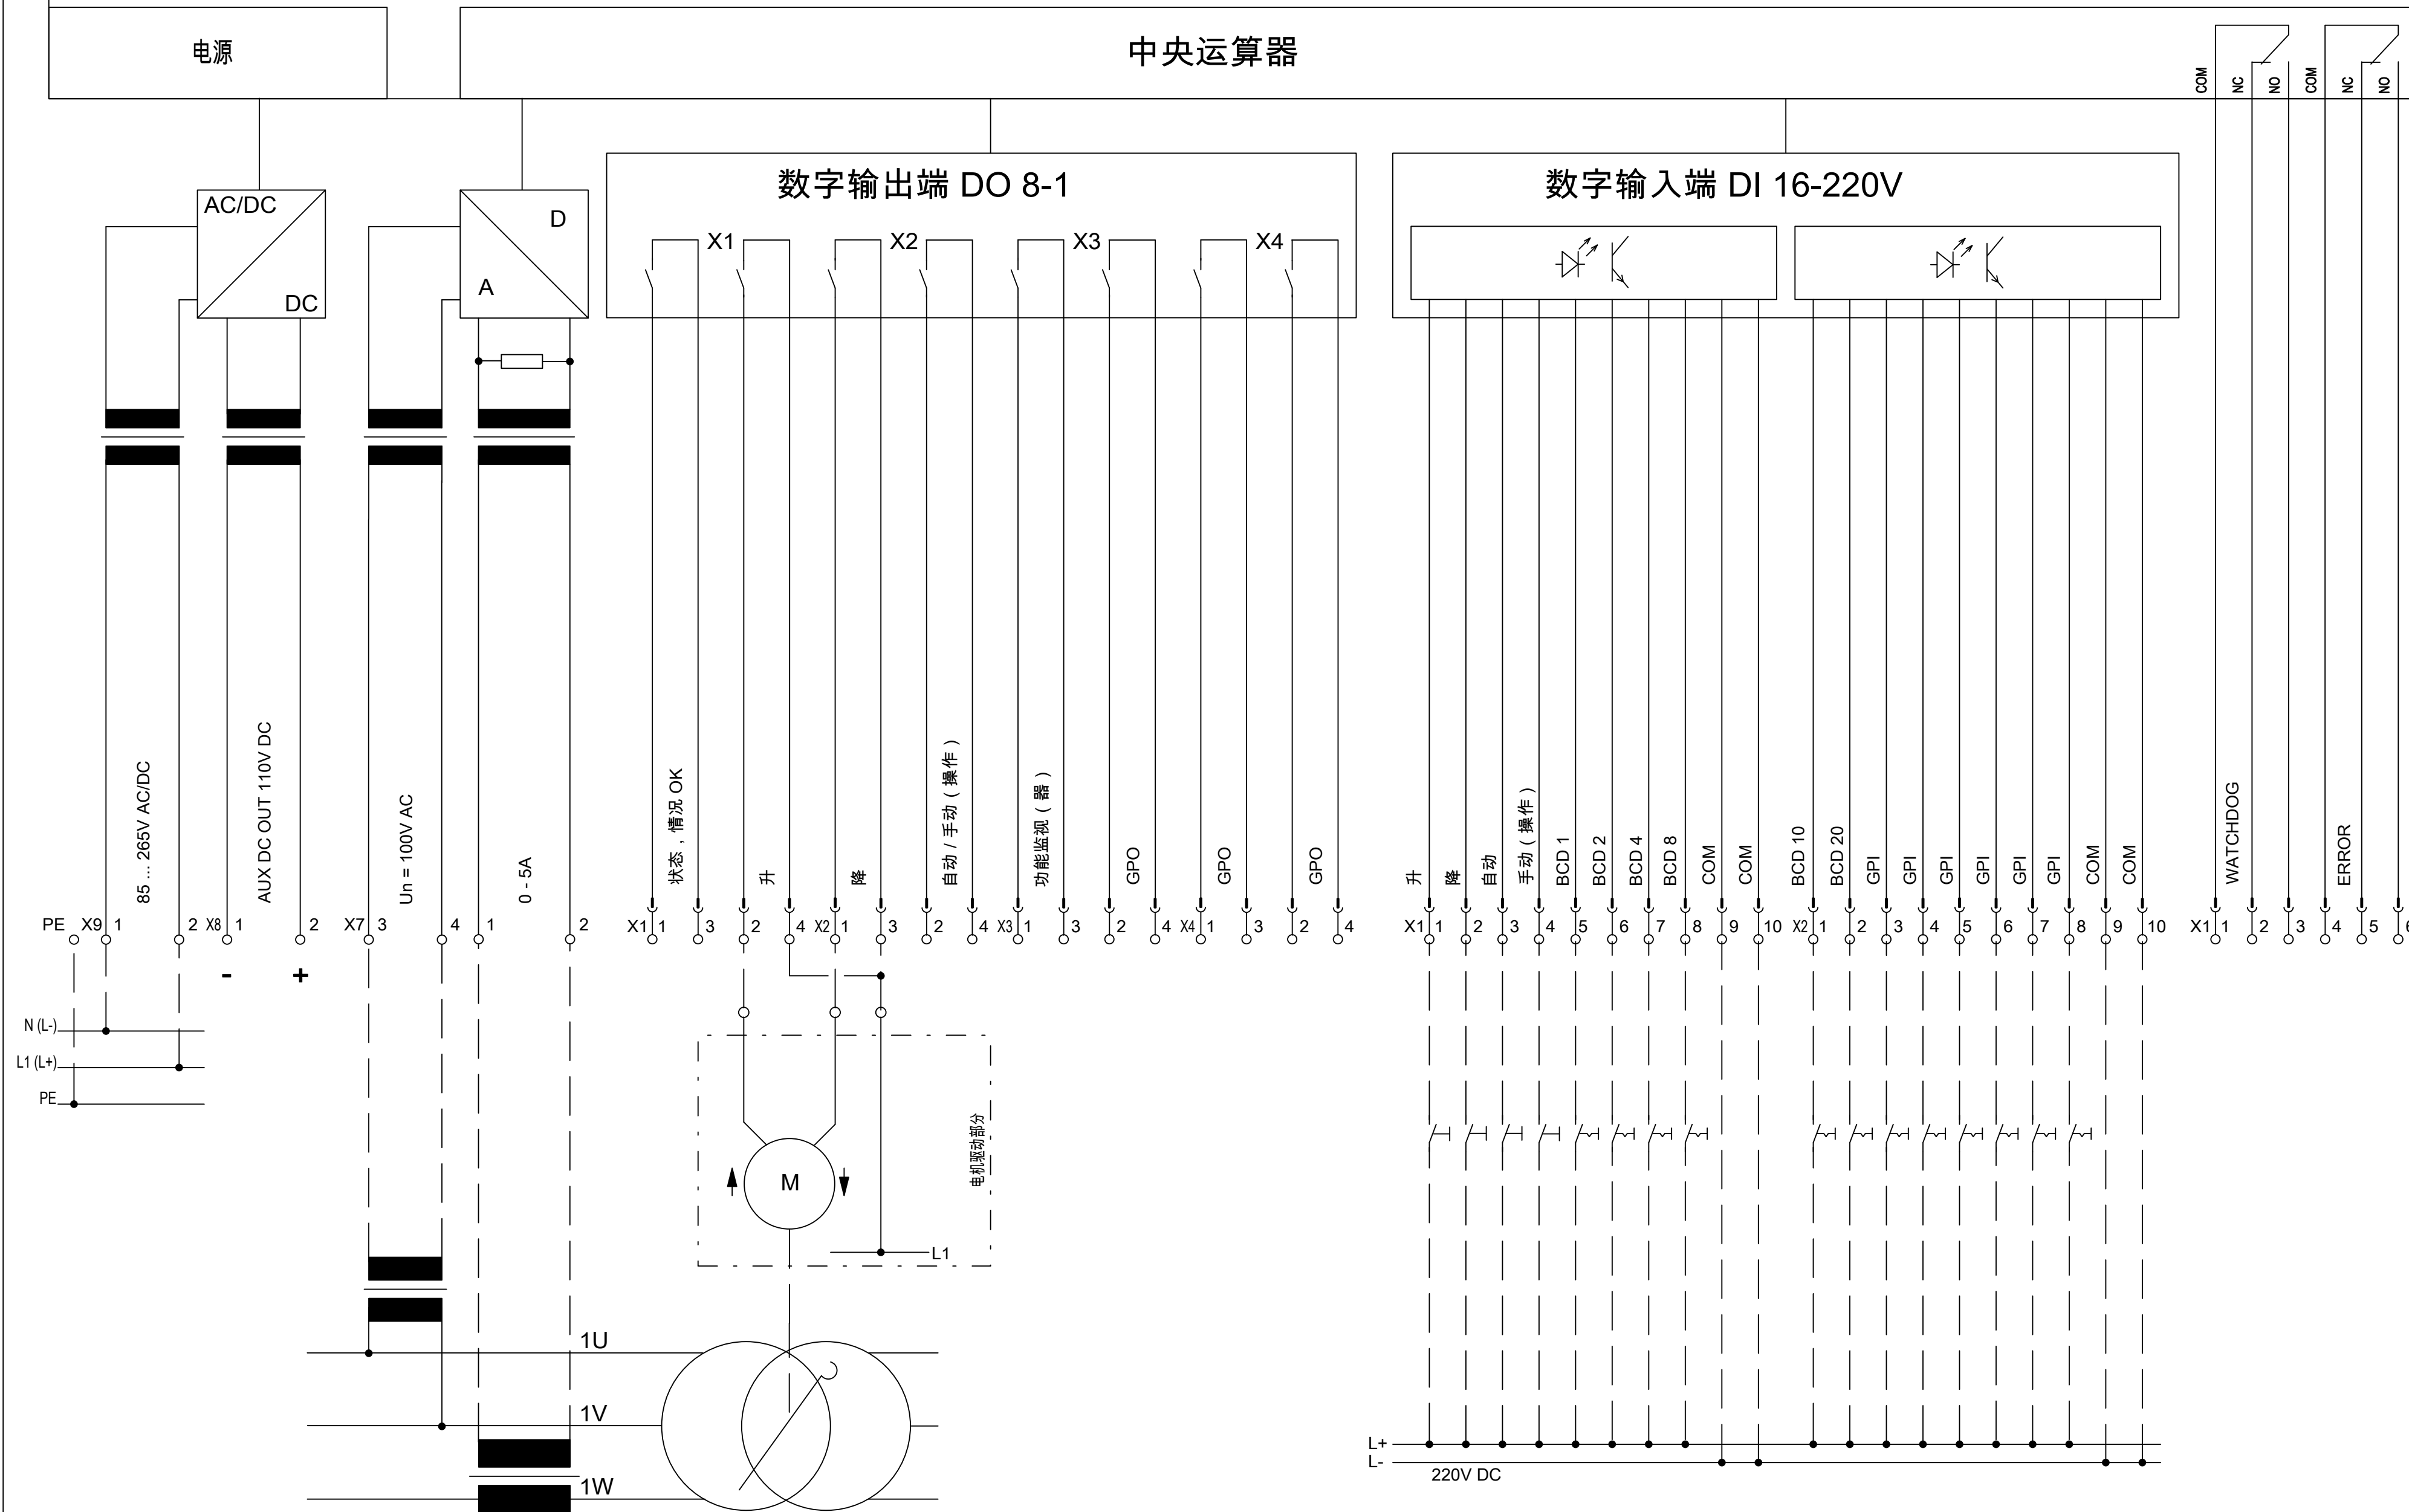 电源
中央运算器
COM
NC
NO
COM
NC
NO
AC/DC
DC
D
A
数字输出端 DO 8-1
X1
X2
X3
X4
数字输入端 DI 16-220V
85 ... 265V AC/DC
AUX DC OUT 110V DC
Un = 100V AC
0 - 5A
状态，情况 OK
升
降
自动 / 手动（操作）
功能监视（器）
GPO
GPO
GPO
升
降
自动
手动（操作）
BCD 1
BCD 2
BCD 4
BCD 8
COM
COM
BCD 10
BCD 20
GPI
GPI
GPI
GPI
GPI
GPI
COM
COM
WATCHDOG
ERROR
PE X9 1 2 X8 1 2 X7 3 4 1 2 X1 1 3 2 4 X2 1 3 2 4 X3 1 3 2 4 X4 1 3 2 4 X1 1 2 3 4 5 6 7 8 9 10 X2 1 2 3 4 5 6 7 8 9 10 X1 1 2 3 4 5 6
- +
N (L-)
L1 (L+)
PE
电机驱动部分
M
L1
1U
1V
1W
L+
L-
220V DC